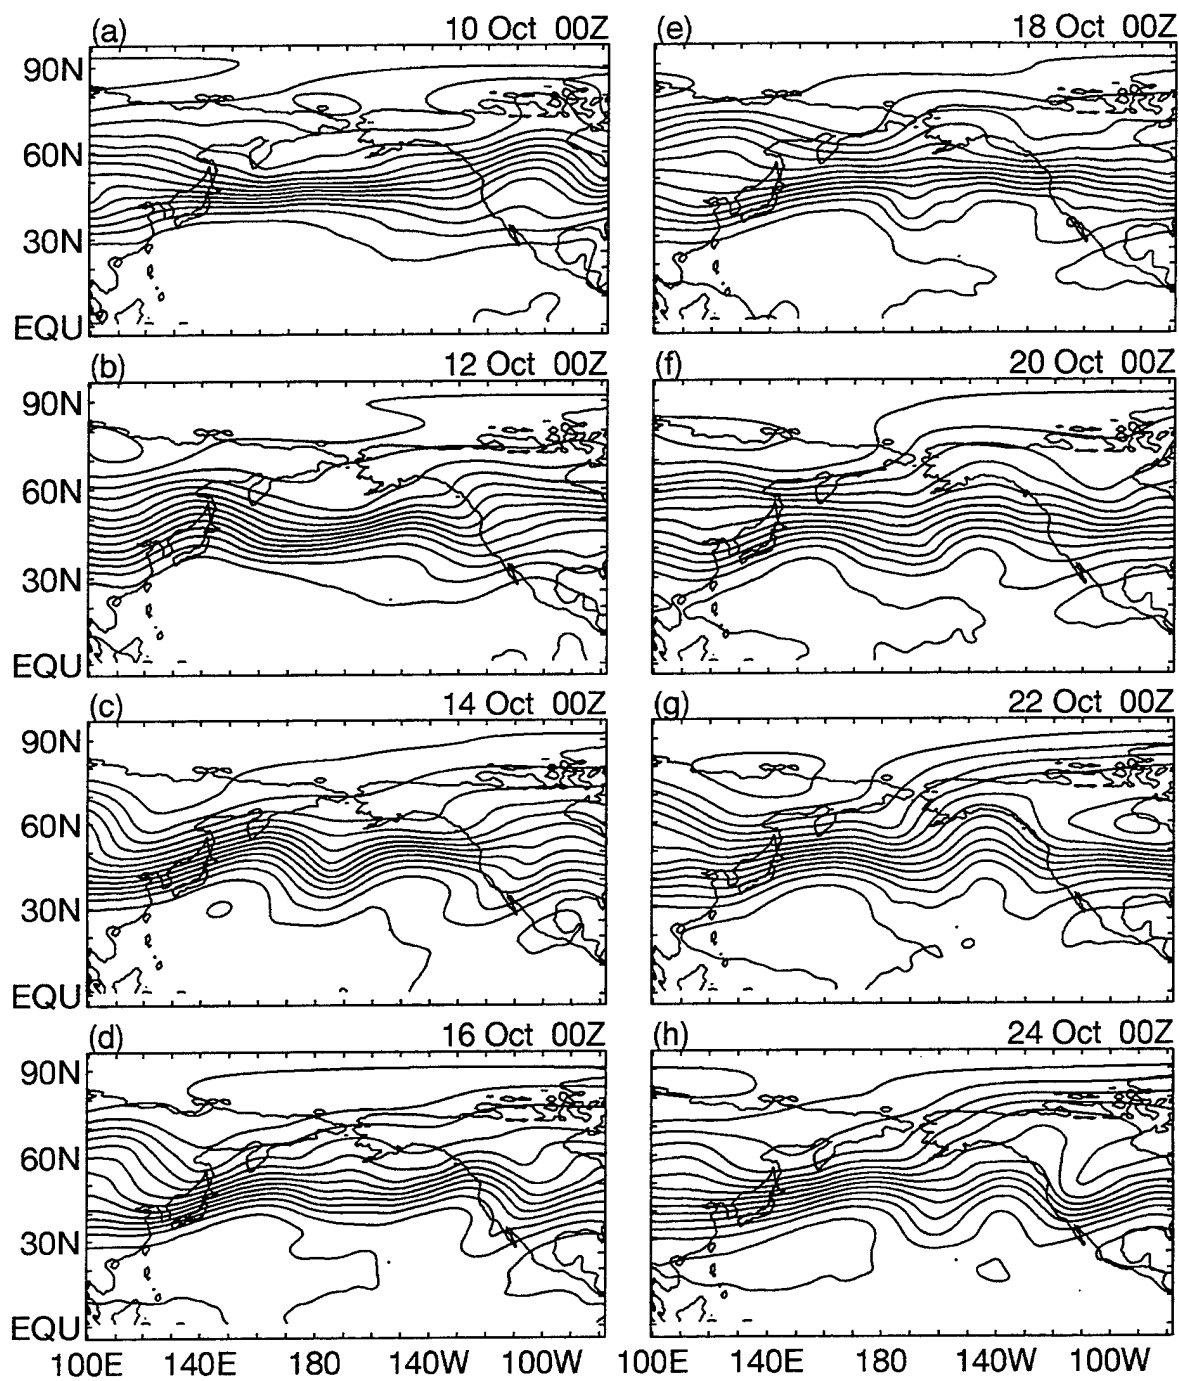 (a) 10 Oct 00Z
90N
60N
30N
EQU
(b) 12 Oct 00Z
90N
60N
30N
EQU
(c) 14 Oct 00Z
90N
60N
30N
EQU
(d) 16 Oct 00Z
90N
60N
30N
EQU
100E 140E 180 140W 100W
(e) 18 Oct 00Z
(f) 20 Oct 00Z
(g) 22 Oct 00Z
(h) 24 Oct 00Z
100E 140E 180 140W 100W